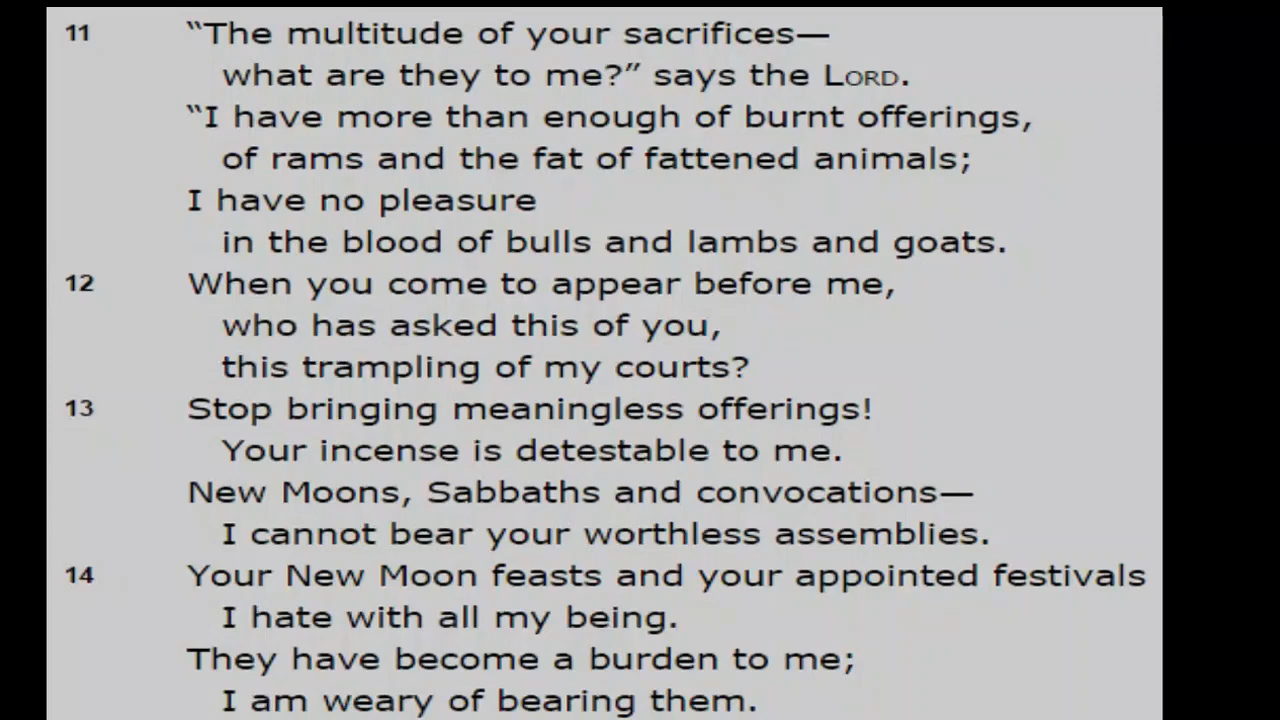 11 “The multitude of your sacrifices—
what are they to me?” says the LORD.
“I have more than enough of burnt offerings,
of rams and the fat of fattened animals;
I have no pleasure
in the blood of bulls and lambs and goats.
12 When you come to appear before me,
who has asked this of you,
this trampling of my courts?
13 Stop bringing meaningless offerings!
Your incense is detestable to me.
New Moons, Sabbaths and convocations—
I cannot bear your worthless assemblies.
14 Your New Moon feasts and your appointed festivals
I hate with all my being.
They have become a burden to me;
I am weary of bearing them.